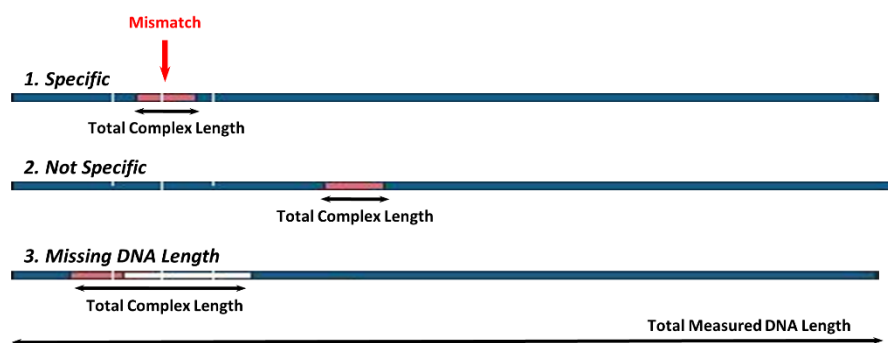 Mismatch
1. Specific
Total Complex Length
2. Not Specific
Total Complex Length
3. Missing DNA Length
Total Complex Length
Total Measured DNA Length